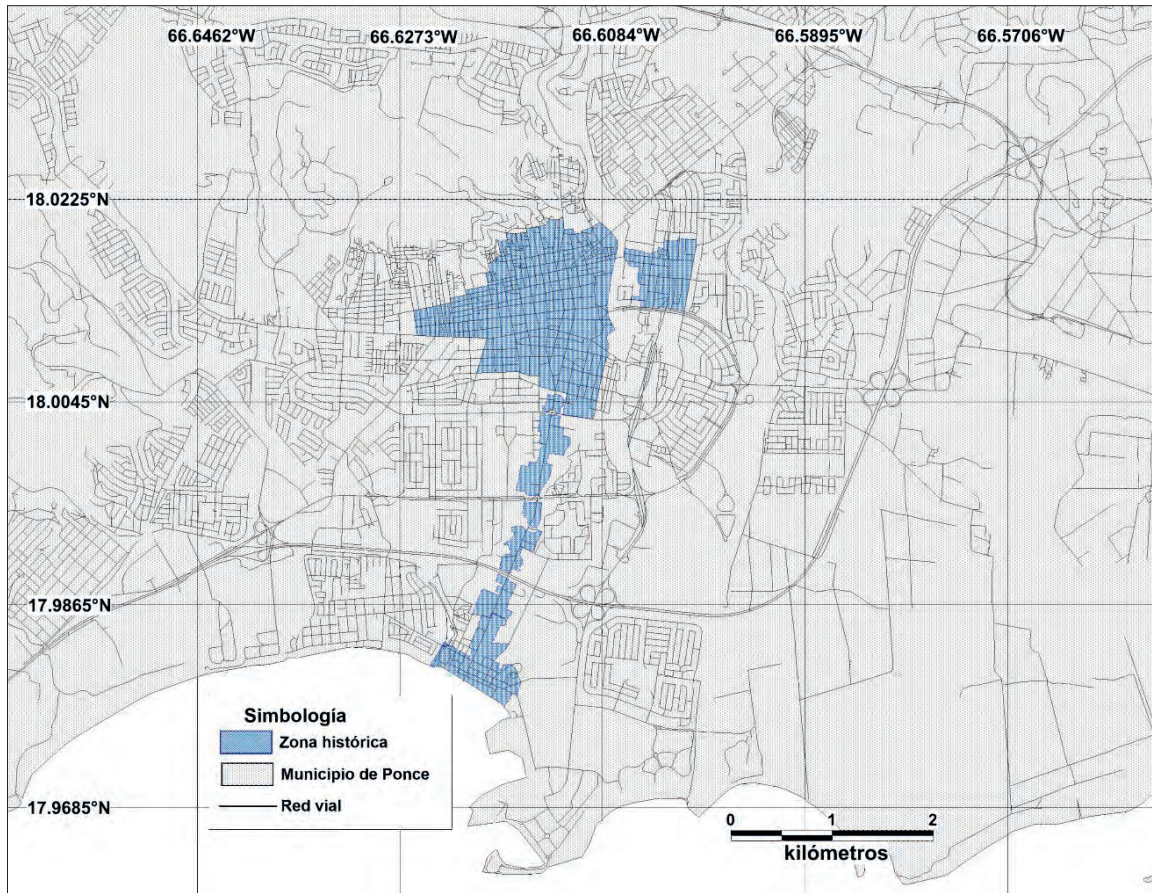 66.6462°W 66.6273°W 66.6084°W 66.5895°W 66.5706°W
18.0225°N
18.0045°N
17.9865°N
17.9685°N
Simbología
Zona histórica
Municipio de Ponce
Red vial
0 1 2
kilómetros